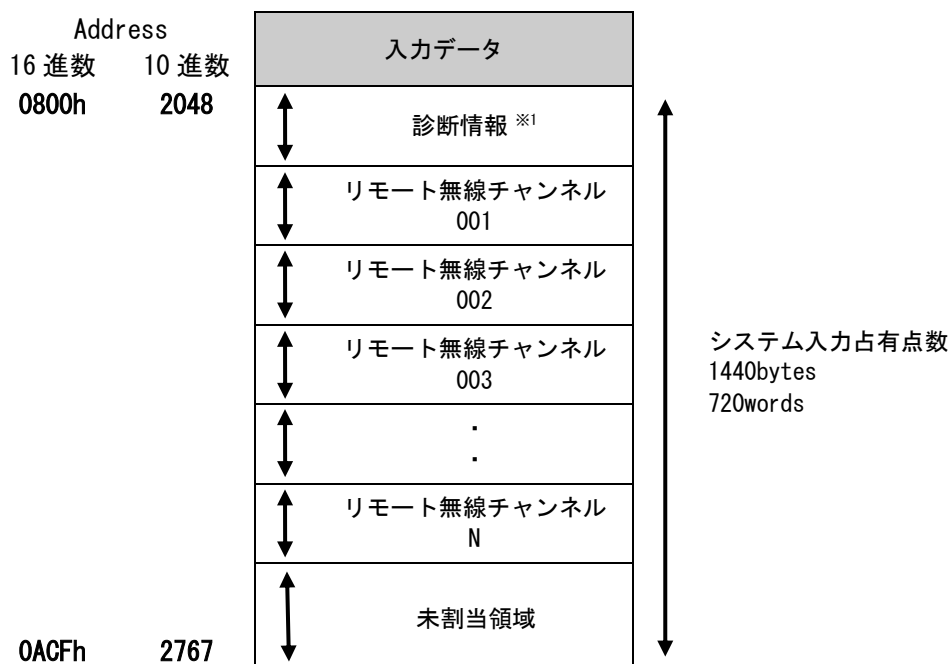 Address
16 進数 10 進数
入力データ
0800h 2048
診断情報 ※1
リモート無線チャンネル
001
リモート無線チャンネル
002
リモート無線チャンネル
003
システム入力占有点数
1440bytes
720words
・
・
リモート無線チャンネル
N
未割当領域
0ACFh 2767